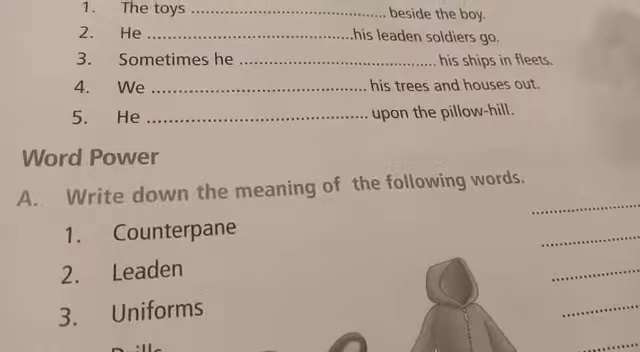 1. The toys ........................................ beside the boy.
2. He ........................................ his leaden soldiers go.
3. Sometimes he ........................................ his ships in fleets.
4. We ........................................ his trees and houses out.
5. He ........................................ upon the pillow-hill.
Word Power
A. Write down the meaning of the following words.
1. Counterpane ....................
2. Leaden ....................
3. Uniforms ....................